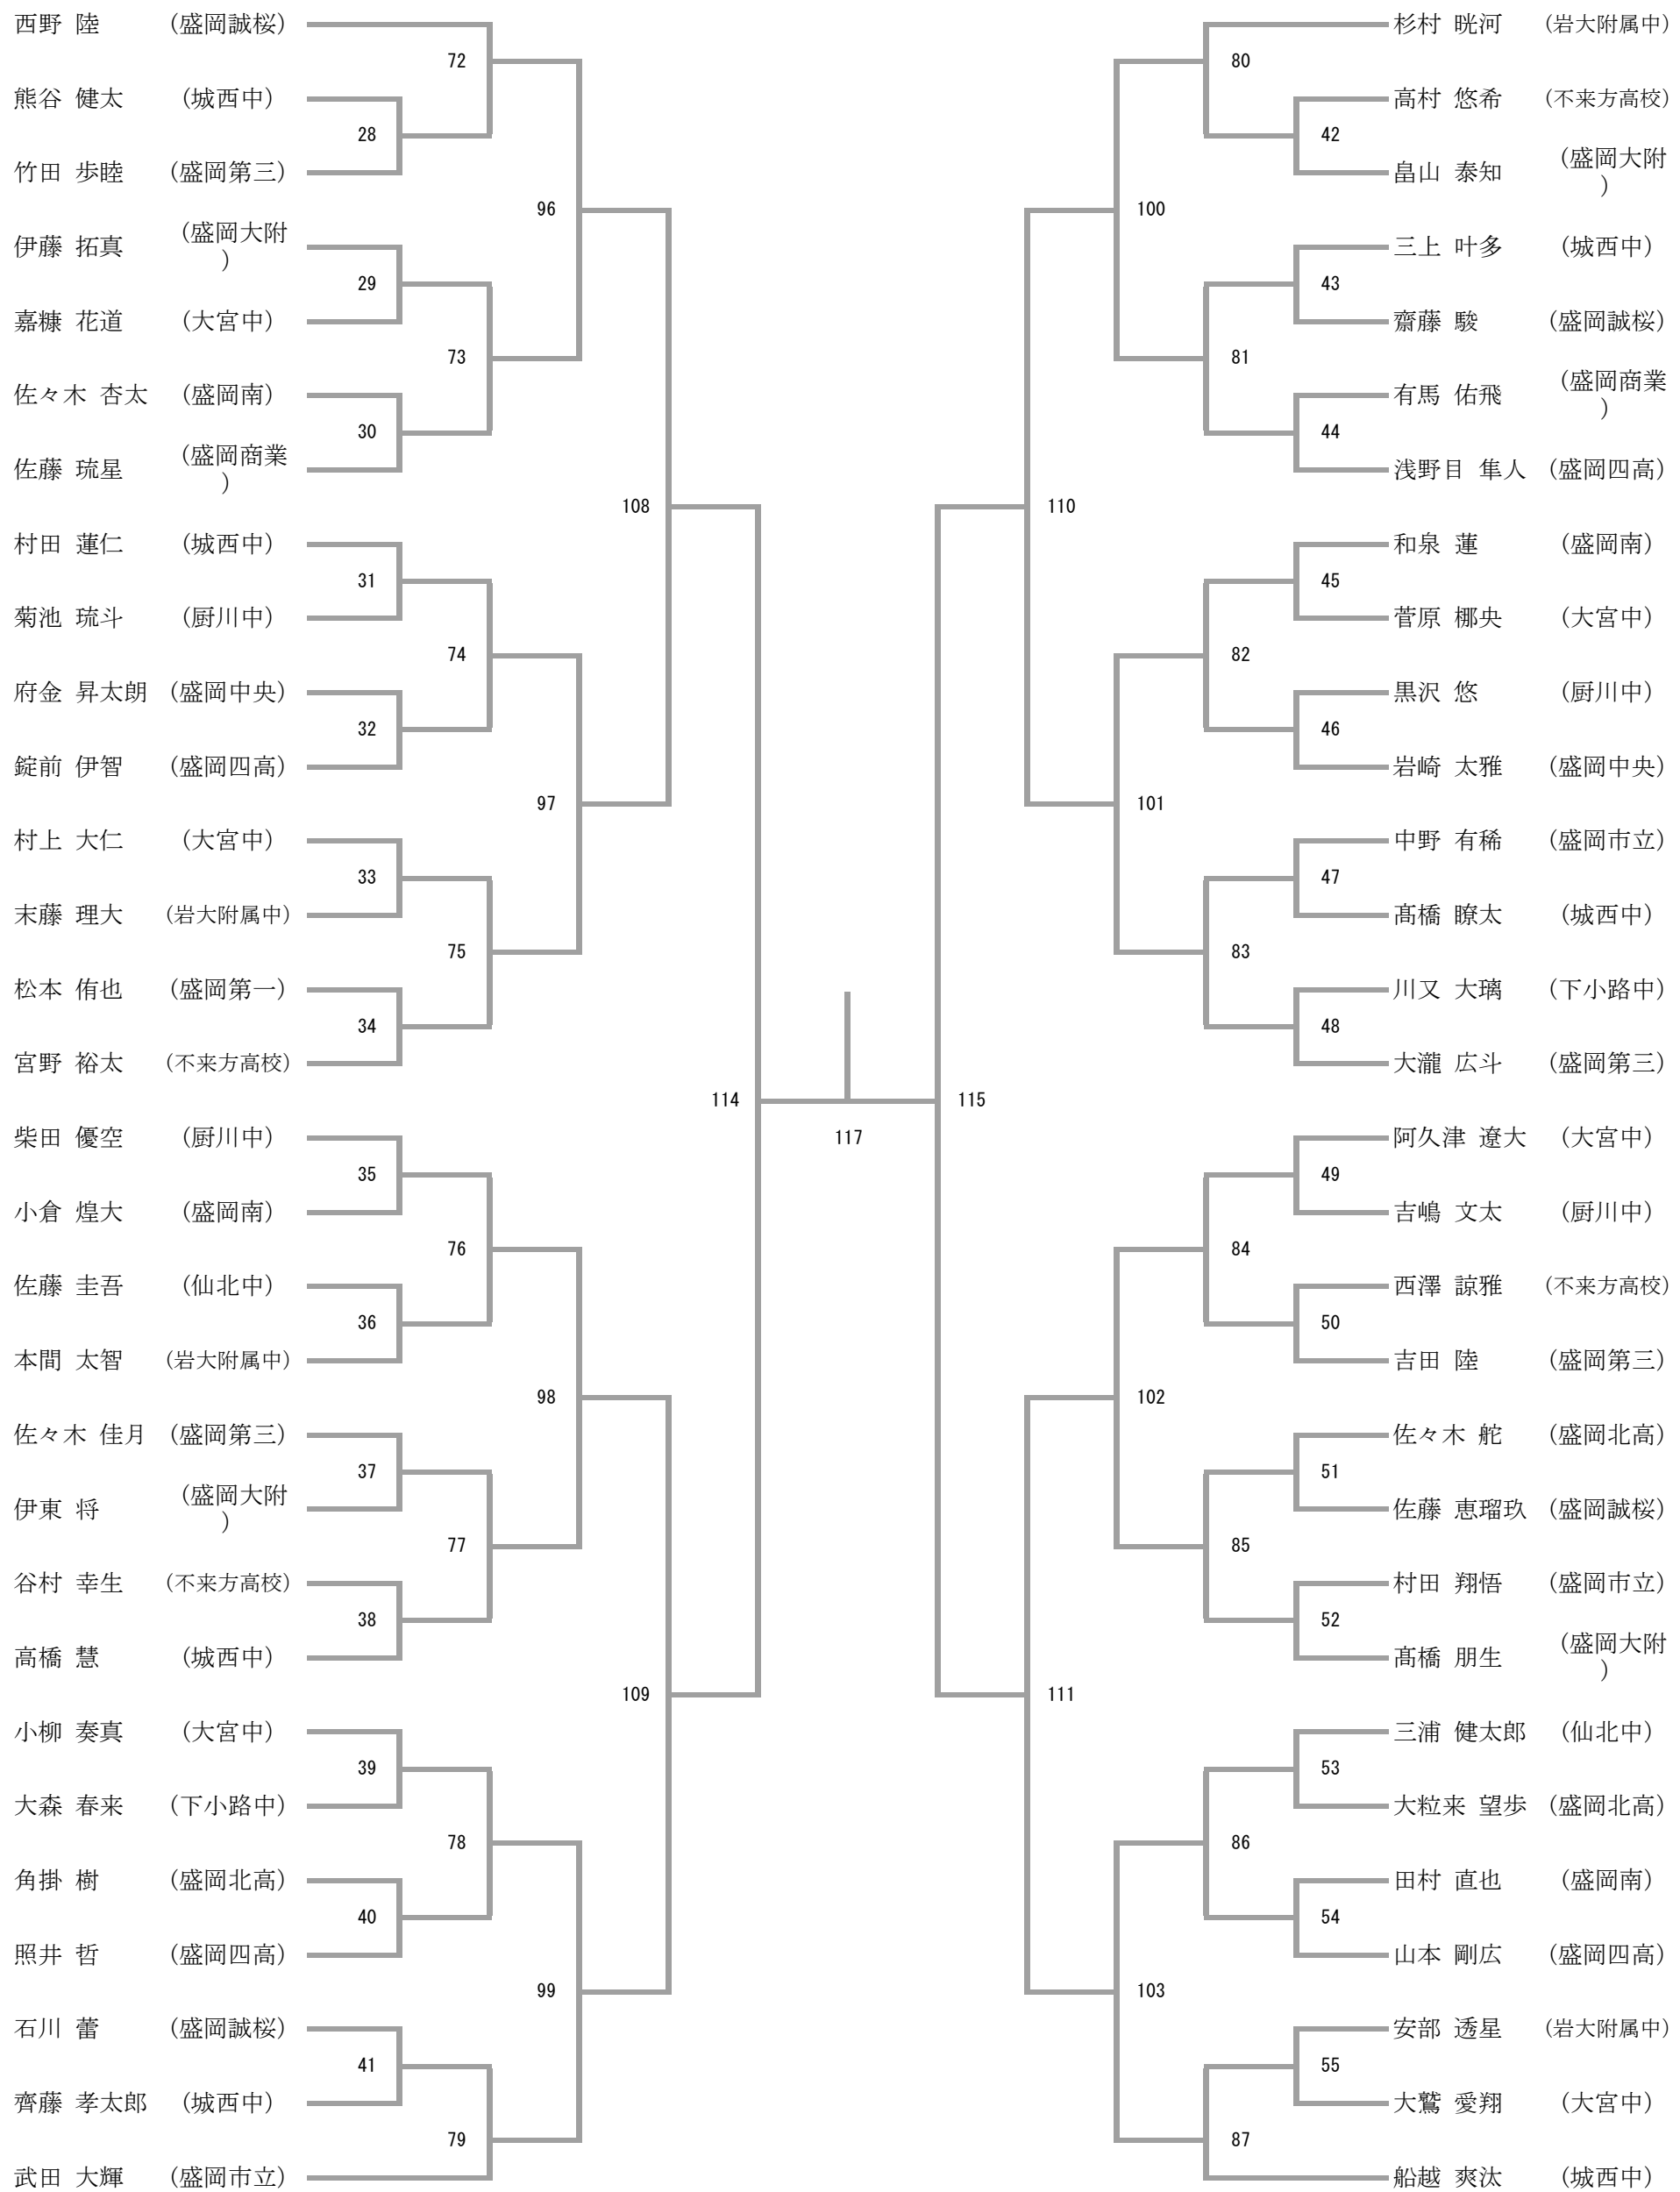 西野 陸 (盛岡誠桜)
72
熊谷 健太 (城西中)
28
竹田 歩睦 (盛岡第三)
96
伊藤 拓真 (盛岡大附
)
29
嘉糠 花道 (大宮中)
73
佐々木 杏太 (盛岡南)
30
佐藤 琉星 (盛岡商業
)
108
村田 蓮仁 (城西中)
31
菊池 琉斗 (厨川中)
74
府金 昇太朗 (盛岡中央)
32
錠前 伊智 (盛岡四高)
97
村上 大仁 (大宮中)
33
末藤 理大 (岩大附属中)
75
松本 侑也 (盛岡第一)
34
宮野 裕太 (不来方高校)
114
柴田 優空 (厨川中)
35
小倉 煌大 (盛岡南)
76
佐藤 圭吾 (仙北中)
36
本間 太智 (岩大附属中)
98
佐々木 佳月 (盛岡第三)
37
伊東 将 (盛岡大附
)
77
谷村 幸生 (不来方高校)
38
高橋 慧 (城西中)
109
小柳 奏真 (大宮中)
39
大森 春来 (下小路中)
78
角掛 樹 (盛岡北高)
40
照井 哲 (盛岡四高)
99
石川 蕾 (盛岡誠桜)
41
齊藤 孝太郎 (城西中)
79
武田 大輝 (盛岡市立)
117
杉村 晄河 (岩大附属中)
80
高村 悠希 (不来方高校)
42
畠山 泰知 (盛岡大附
)
100
三上 叶多 (城西中)
43
齋藤 駿 (盛岡誠桜)
81
有馬 佑飛 (盛岡商業
)
44
浅野目 隼人 (盛岡四高)
110
和泉 蓮 (盛岡南)
45
菅原 梛央 (大宮中)
82
黒沢 悠 (厨川中)
46
岩崎 太雅 (盛岡中央)
101
中野 有稀 (盛岡市立)
47
髙橋 瞭太 (城西中)
83
川又 大璃 (下小路中)
48
大瀧 広斗 (盛岡第三)
115
阿久津 遼大 (大宮中)
49
吉嶋 文太 (厨川中)
84
西澤 諒雅 (不来方高校)
50
吉田 陸 (盛岡第三)
102
佐々木 舵 (盛岡北高)
51
佐藤 恵瑠玖 (盛岡誠桜)
85
村田 翔悟 (盛岡市立)
52
髙橋 朋生 (盛岡大附
)
111
三浦 健太郎 (仙北中)
53
大粒来 望歩 (盛岡北高)
86
田村 直也 (盛岡南)
54
山本 剛広 (盛岡四高)
103
安部 透星 (岩大附属中)
55
大鷲 愛翔 (大宮中)
87
船越 爽汰 (城西中)